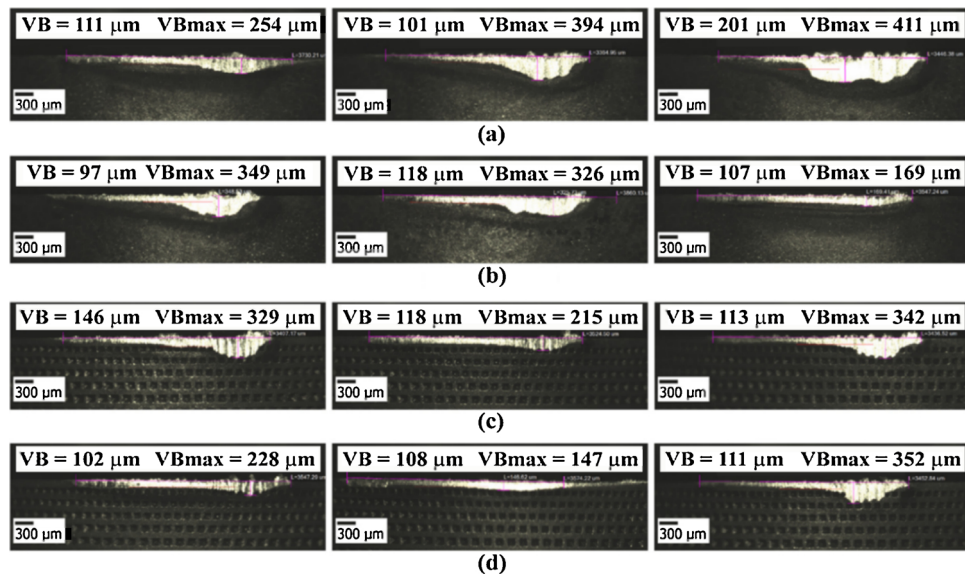 VB = 111 µm VBmax = 254 µm
VB = 101 µm VBmax = 394 µm
VB = 201 µm VBmax = 411 µm
300 µm
300 µm
300 µm
(a)
VB = 97 µm VBmax = 349 µm
VB = 118 µm VBmax = 326 µm
VB = 107 µm VBmax = 169 µm
300 µm
300 µm
300 µm
(b)
VB = 146 µm VBmax = 329 µm
VB = 118 µm VBmax = 215 µm
VB = 113 µm VBmax = 342 µm
300 µm
300 µm
300 µm
(c)
VB = 102 µm VBmax = 228 µm
VB = 108 µm VBmax = 147 µm
VB = 111 µm VBmax = 352 µm
300 µm
300 µm
300 µm
(d)